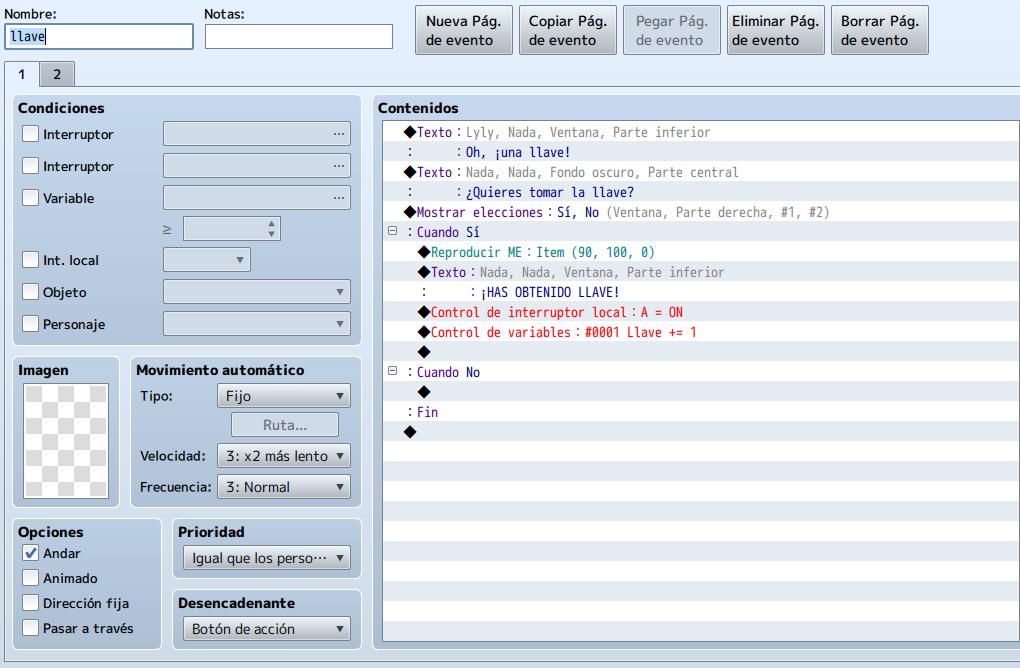 Nombre:
Notas:
llave
Nueva Pág.
de evento
Copiar Pág.
de evento
Pegar Pág.
de evento
Eliminar Pág.
de evento
Borrar Pág.
de evento
1
2
Condiciones
Interruptor
...
Interruptor
...
Variable
...
≥
Int. local
Objeto
Personaje
Imagen
Movimiento automático
Tipo:
Fijo
Ruta...
Velocidad:
3: x2 más lento
Frecuencia:
3: Normal
Opciones
Andar
Animado
Dirección fija
Pasar a través
Prioridad
Igual que los perso...
Desencadenante
Botón de acción
Contenidos
◆Texto：Lyly, Nada, Ventana, Parte inferior
：　　：Oh, ¡una llave!
◆Texto：Nada, Nada, Fondo oscuro, Parte central
：　　：¿Quieres tomar la llave?
◆Mostrar elecciones：Sí, No (Ventana, Parte derecha, #1, #2)
：Cuando Sí
◆Reproducir ME：Item (90, 100, 0)
◆Texto：Nada, Nada, Ventana, Parte inferior
：　　：¡HAS OBTENIDO LLAVE!
◆Control de interruptor local：A = ON
◆Control de variables：#0001 Llave += 1
◆
：Cuando No
◆
：Fin
◆